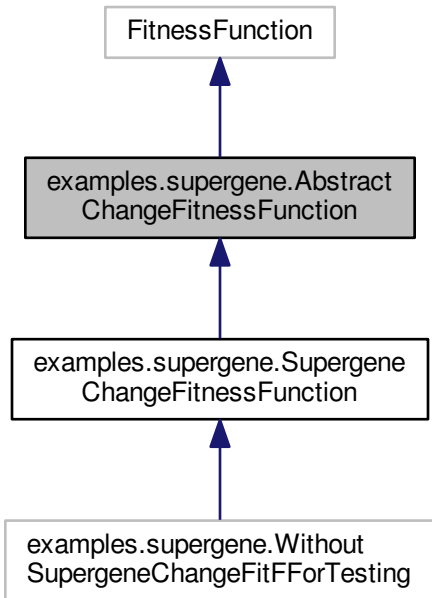 FitnessFunction
examples.supergene.Abstract
ChangeFitnessFunction
examples.supergene.Supergene
ChangeFitnessFunction
examples.supergene.Without
SupergeneChangeFitFForTesting